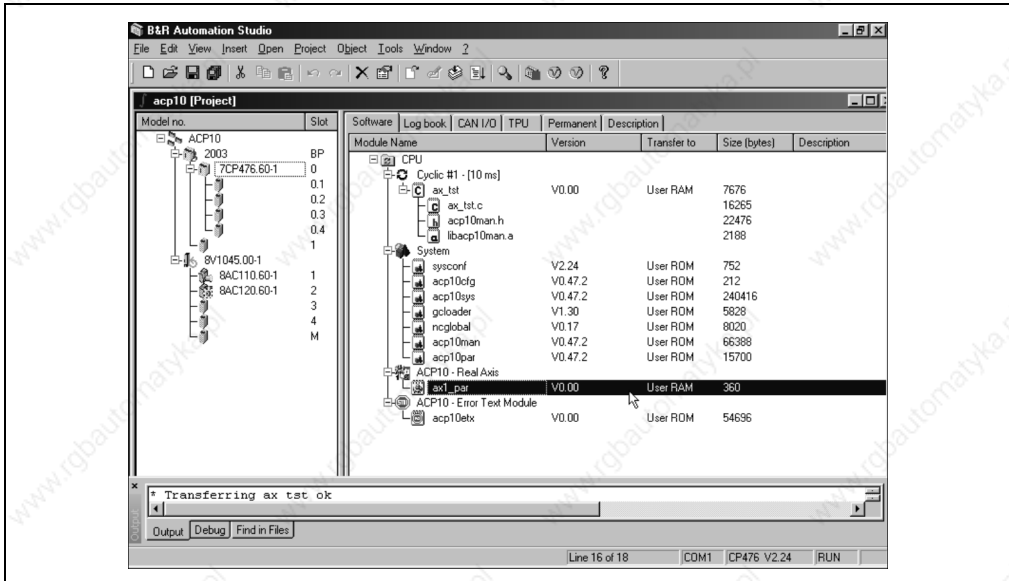 B&R Automation Studio
File Edit View Insert Open Project Object Tools Window ?
acp10 [Project]
Model no. Slot
ACP10
2003 BP
7CP476.60-1 0
0.1
0.2
0.3
0.4
1
8V1045.00-1
8AC110.60-1 1
8AC120.60-1 2
3
4
M
Software Log book CAN I/O TPU Permanent Description
Module Name Version Transfer to Size (bytes) Description
CPU
Cyclic #1 - [10 ms]
ax_tst V0.00 User RAM 7676
ax_tst.c 16265
acp10man.h 22476
libacp10man.a 2188
System
sysconf V2.24 User ROM 752
acp10cfg V0.47.2 User ROM 212
acp10sys V0.47.2 User ROM 240416
gcloader V1.30 User ROM 5828
ncglobal V0.17 User ROM 8020
acp10man V0.47.2 User ROM 66388
acp10par V0.47.2 User ROM 15700
ACP10 - Real Axis
ax1_par V0.00 User RAM 360
ACP10 - Error Text Module
acp10etx V0.00 User ROM 54696
* Transferring ax tst ok
Output
Output Debug Find in Files
Line 16 of 18 COM1 CP476 V2.24 RUN
www.rgbautomatyka.pl